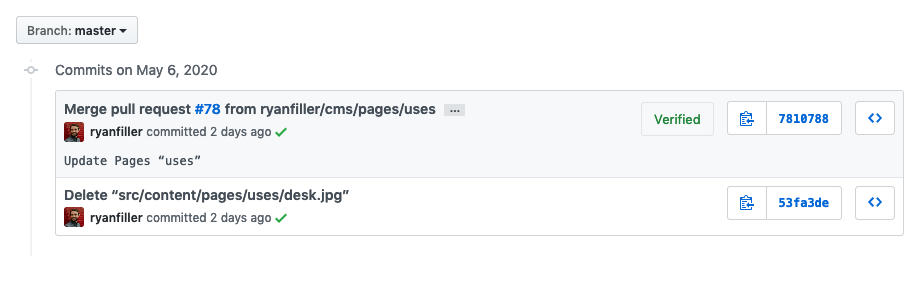 Branch: master
Commits on May 6, 2020
Merge pull request #78 from ryanfiller/cms/pages/uses ...
Verified
7810788
ryanfiller committed 2 days ago
Update Pages “uses”
Delete “src/content/pages/uses/desk.jpg”
53fa3de
ryanfiller committed 2 days ago